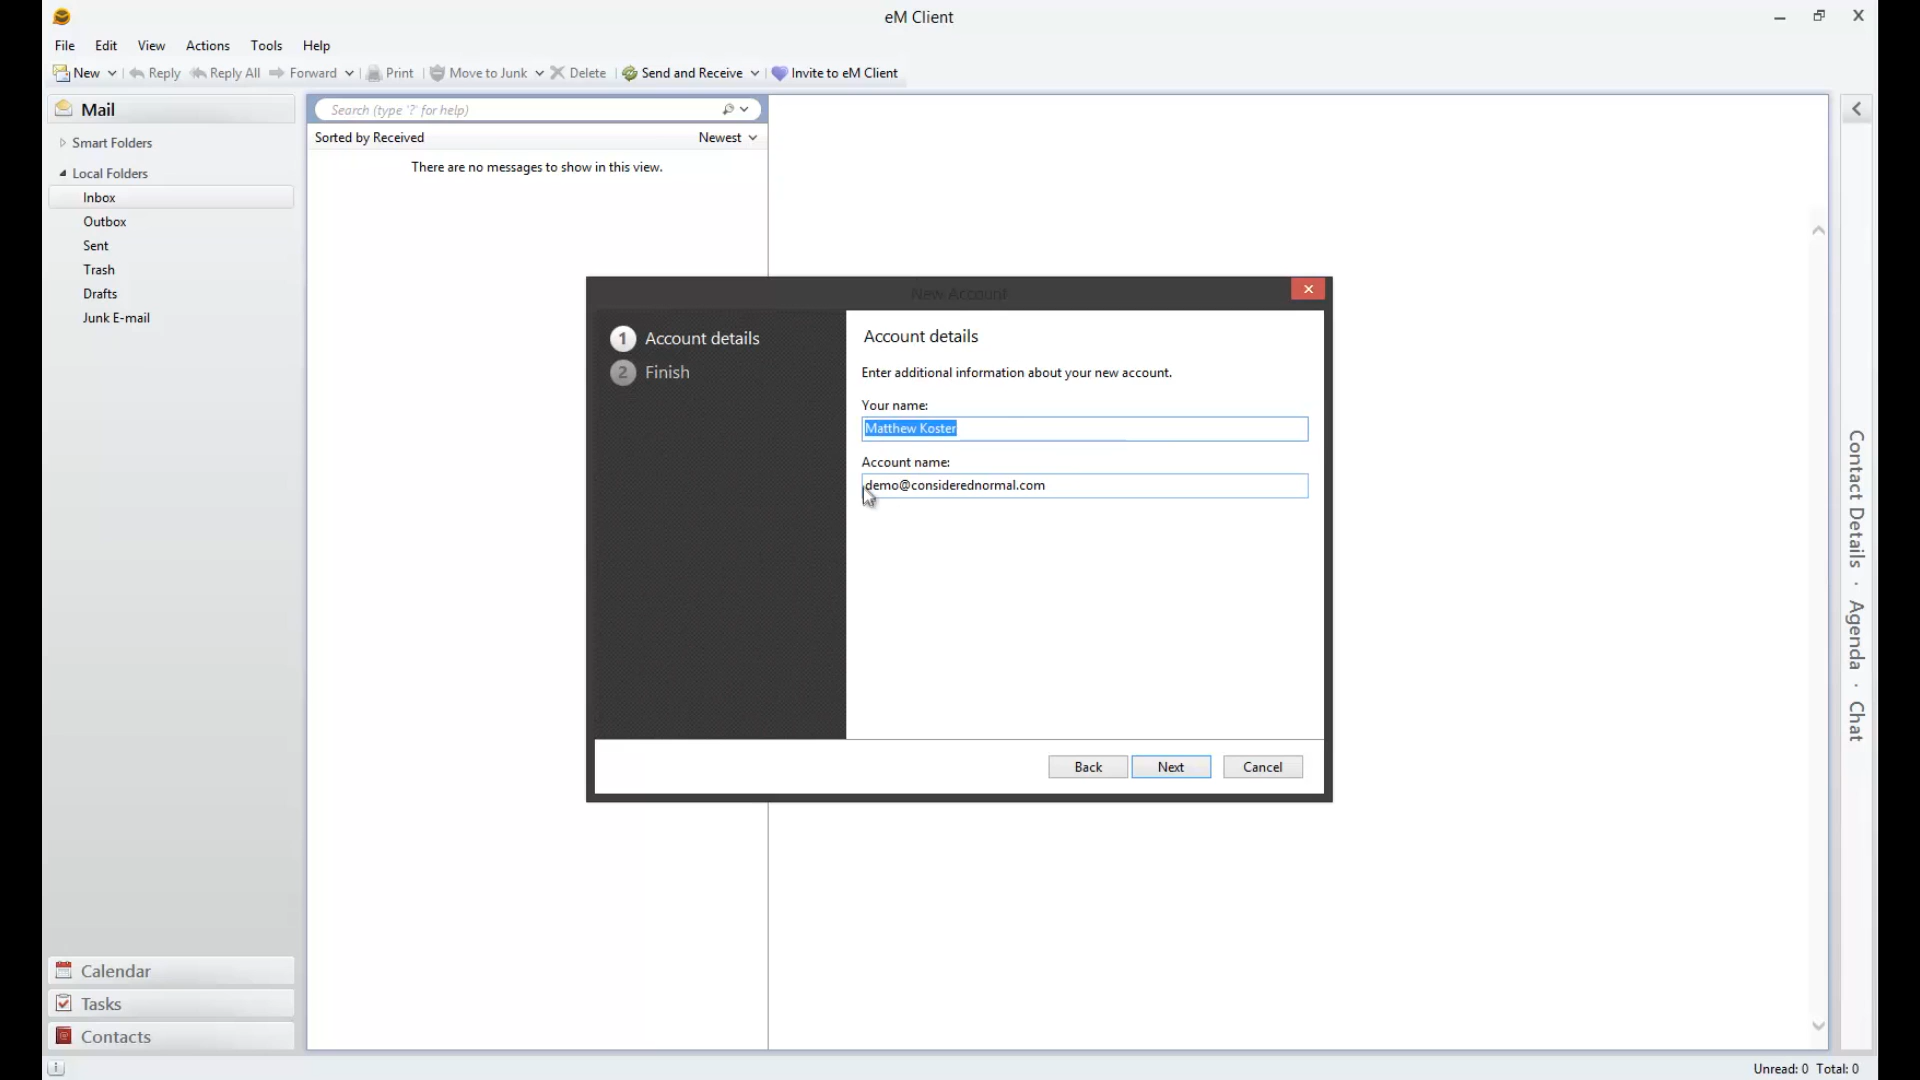 eM Client
File Edit View Actions Tools Help
New Reply Reply All Forward Print Move to Junk Delete Send and Receive Invite to eM Client
Mail
Smart Folders
Local Folders
Inbox
Outbox
Sent
Trash
Drafts
Junk E-mail
Calendar
Tasks
Contacts
Search (type '?' for help)
Sorted by Received Newest
There are no messages to show in this view.
New Account
1 Account details
2 Finish
Account details
Enter additional information about your new account.
Your name:
Matthew Koster
Account name:
demo@considerednormal.com
Back Next Cancel
Contact Details · Agenda · Chat
Unread: 0 Total: 0